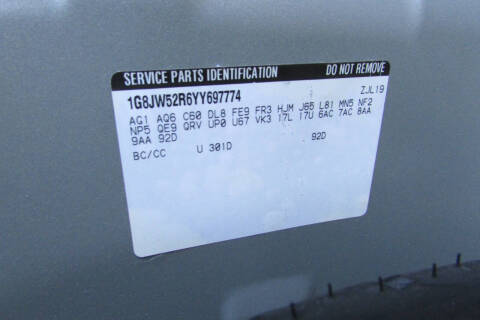 SERVICE PARTS IDENTIFICATION DO NOT REMOVE
1G8JW52R6YY697774 ZJL19
AG1 AQ6 C60 DL8 FE9 FR3 HJM J65 L81 MN5 NF2
NP5 QE9 QRV UP0 U67 VK3 17L 17U 6AC 7AC 8AA
9AA 92D
BC/CC U 301D 92D